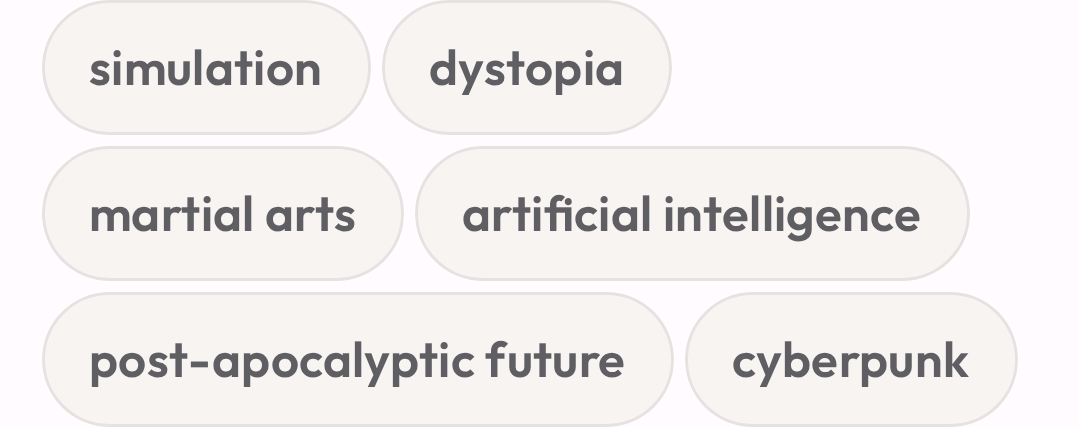 simulation dystopia
martial arts artificial intelligence
post-apocalyptic future cyberpunk